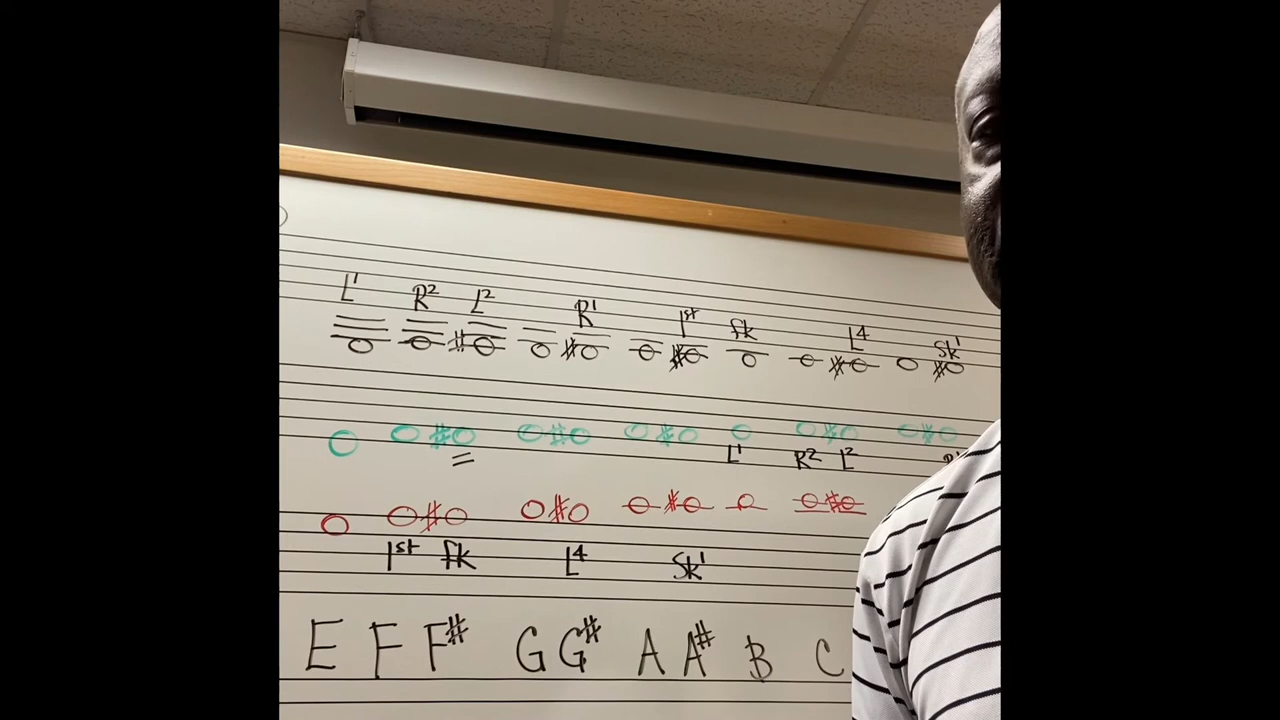 L1 R2 L2 R1 1st fk L4 Sk1
# # # # #
# # # # #
L1 R2 L2
# # # #
1st fk L4 Sk1
E F F# G G# A A# B C